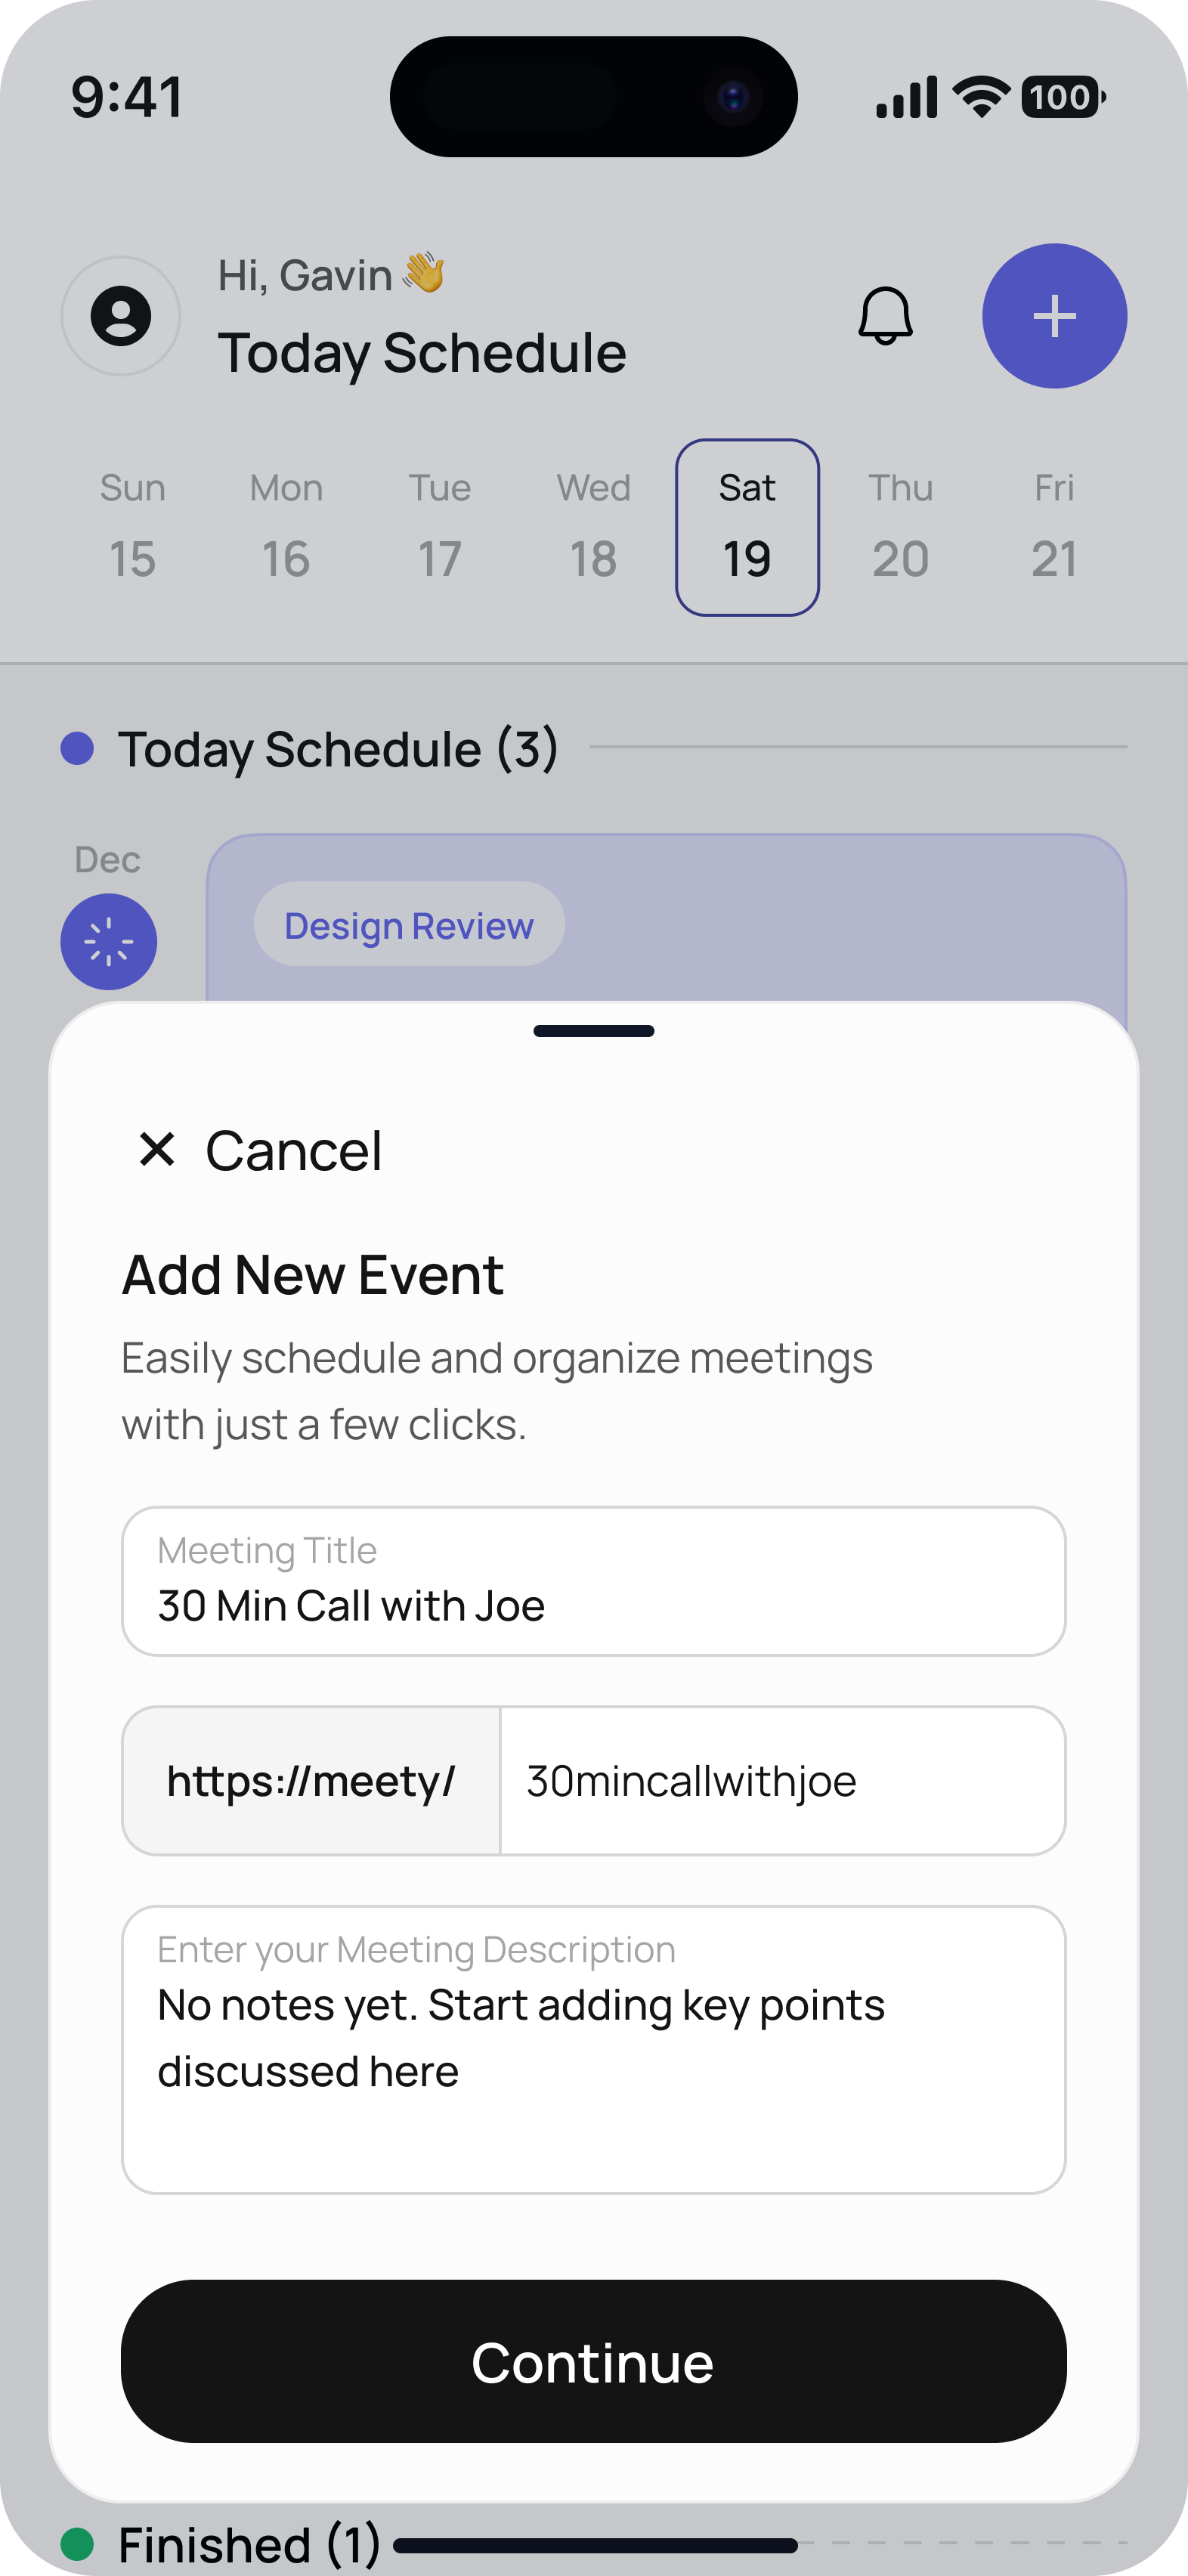 9:41
100
Hi, Gavin 👋
Today Schedule
Sun Mon Tue Wed Sat Thu Fri
15 16 17 18 19 20 21
Today Schedule (3)
Dec
Design Review
Cancel
Add New Event
Easily schedule and organize meetings
with just a few clicks.
Meeting Title
30 Min Call with Joe
https://meety/ 30mincallwithjoe
Enter your Meeting Description
No notes yet. Start adding key points
discussed here
Continue
Finished (1)